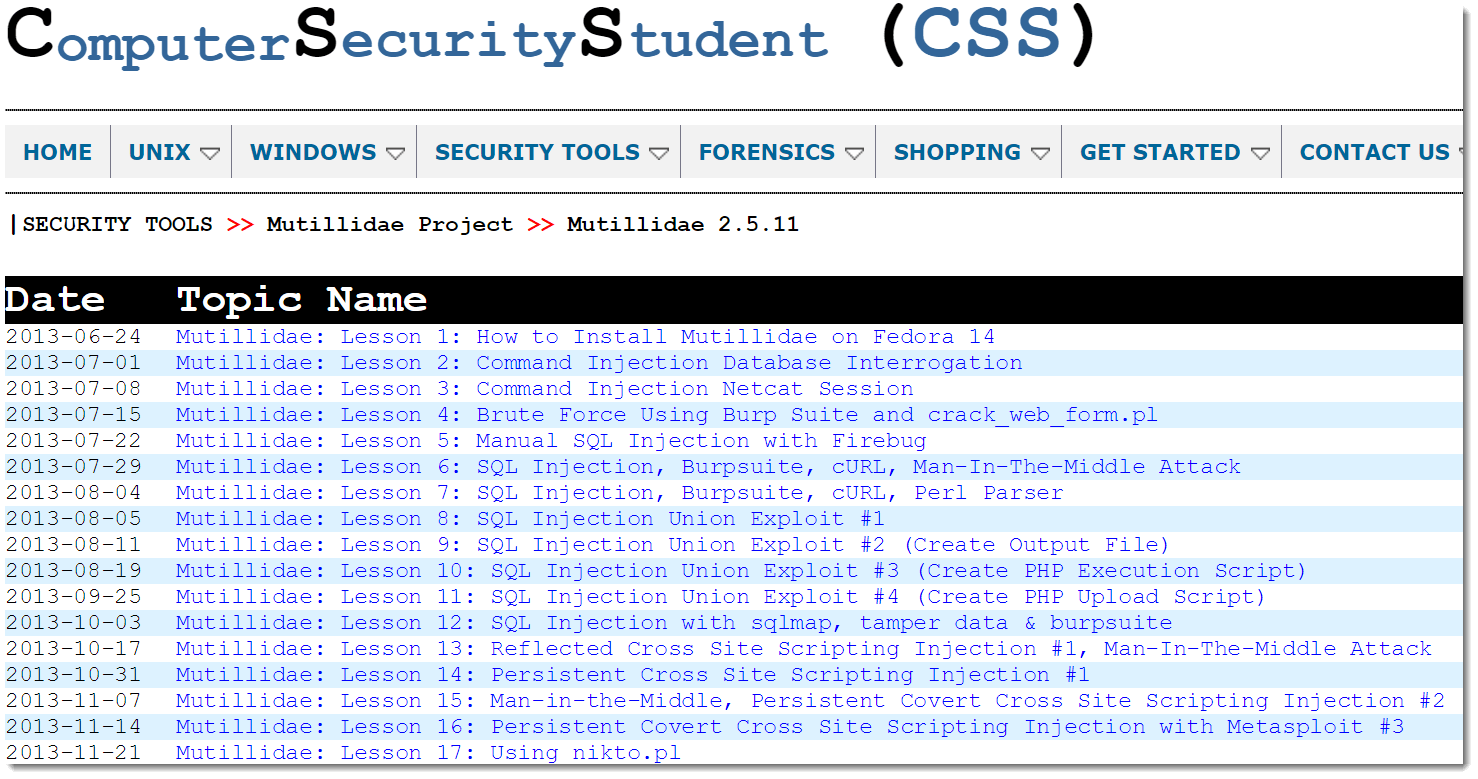 ComputerSecurityStudent (CSS)
HOME UNIX WINDOWS SECURITY TOOLS FORENSICS SHOPPING GET STARTED CONTACT US
|SECURITY TOOLS >> Mutillidae Project >> Mutillidae 2.5.11
Date Topic Name
2013-06-24 Mutillidae: Lesson 1: How to Install Mutillidae on Fedora 14
2013-07-01 Mutillidae: Lesson 2: Command Injection Database Interrogation
2013-07-08 Mutillidae: Lesson 3: Command Injection Netcat Session
2013-07-15 Mutillidae: Lesson 4: Brute Force Using Burp Suite and crack_web_form.pl
2013-07-22 Mutillidae: Lesson 5: Manual SQL Injection with Firebug
2013-07-29 Mutillidae: Lesson 6: SQL Injection, Burpsuite, cURL, Man-In-The-Middle Attack
2013-08-04 Mutillidae: Lesson 7: SQL Injection, Burpsuite, cURL, Perl Parser
2013-08-05 Mutillidae: Lesson 8: SQL Injection Union Exploit #1
2013-08-11 Mutillidae: Lesson 9: SQL Injection Union Exploit #2 (Create Output File)
2013-08-19 Mutillidae: Lesson 10: SQL Injection Union Exploit #3 (Create PHP Execution Script)
2013-09-25 Mutillidae: Lesson 11: SQL Injection Union Exploit #4 (Create PHP Upload Script)
2013-10-03 Mutillidae: Lesson 12: SQL Injection with sqlmap, tamper data & burpsuite
2013-10-17 Mutillidae: Lesson 13: Reflected Cross Site Scripting Injection #1, Man-In-The-Middle Attack
2013-10-31 Mutillidae: Lesson 14: Persistent Cross Site Scripting Injection #1
2013-11-07 Mutillidae: Lesson 15: Man-in-the-Middle, Persistent Covert Cross Site Scripting Injection #2
2013-11-14 Mutillidae: Lesson 16: Persistent Covert Cross Site Scripting Injection with Metasploit #3
2013-11-21 Mutillidae: Lesson 17: Using nikto.pl